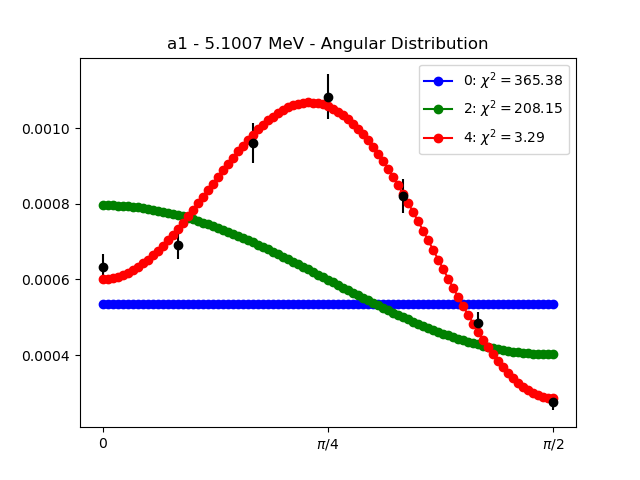 a1 - 5.1007 MeV - Angular Distribution
0: χ² = 365.38
2: χ² = 208.15
4: χ² = 3.29
0.0010
0.0008
0.0006
0.0004
0
π/4
π/2